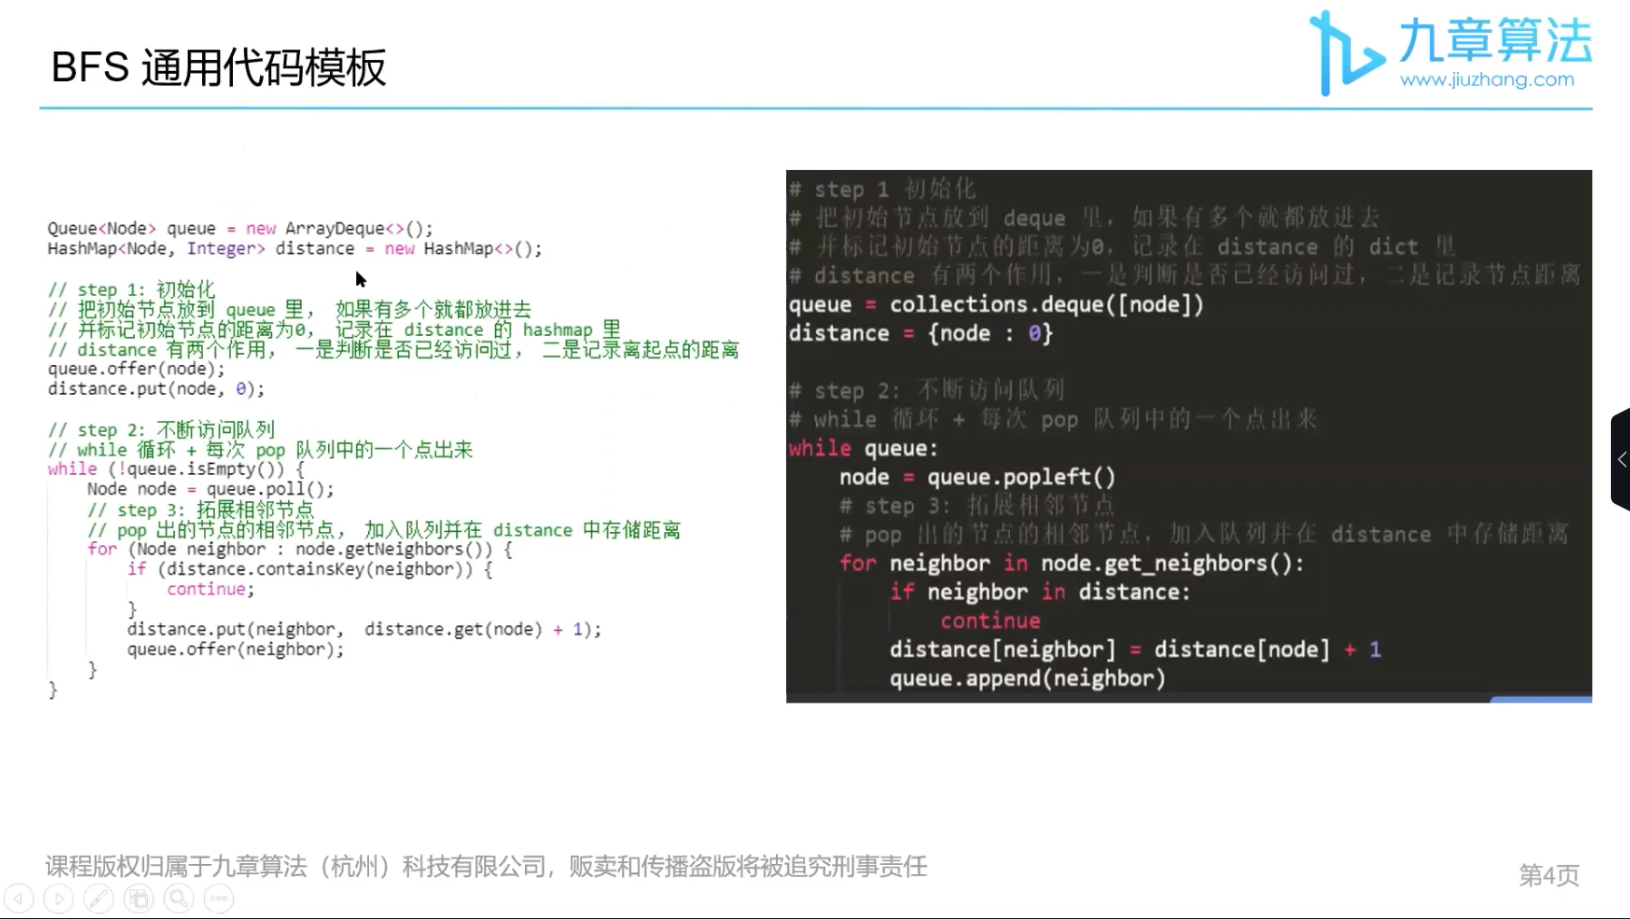 BFS 通用代码模板
九章算法
www.jiuzhang.com
Queue<Node> queue = new ArrayDeque<>();
HashMap<Node, Integer> distance = new HashMap<>();
// step 1: 初始化
// 把初始节点放到 queue 里， 如果有多个就都放进去
// 并标记初始节点的距离为0， 记录在 distance 的 hashmap 里
// distance 有两个作用， 一是判断是否已经访问过， 二是记录离起点的距离
queue.offer(node);
distance.put(node, 0);
// step 2: 不断访问队列
// while 循环 + 每次 pop 队列中的一个点出来
while (!queue.isEmpty()) {
    Node node = queue.poll();
    // step 3: 拓展相邻节点
    // pop 出的节点的相邻节点， 加入队列并在 distance 中存储距离
    for (Node neighbor : node.getNeighbors()) {
        if (distance.containsKey(neighbor)) {
            continue;
        }
        distance.put(neighbor,  distance.get(node) + 1);
        queue.offer(neighbor);
    }
}
# step 1 初始化
# 把初始节点放到 deque 里，如果有多个就都放进去
# 并标记初始节点的距离为0，记录在 distance 的 dict 里
# distance 有两个作用，一是判断是否已经访问过，二是记录节点距离
queue = collections.deque([node])
distance = {node : 0}
# step 2: 不断访问队列
# while 循环 + 每次 pop 队列中的一个点出来
while queue:
    node = queue.popleft()
    # step 3: 拓展相邻节点
    # pop 出的节点的相邻节点，加入队列并在 distance 中存储距离
    for neighbor in node.get_neighbors():
        if neighbor in distance:
            continue
        distance[neighbor] = distance[node] + 1
        queue.append(neighbor)
课程版权归属于九章算法（杭州）科技有限公司，贩卖和传播盗版将被追究刑事责任
第4页